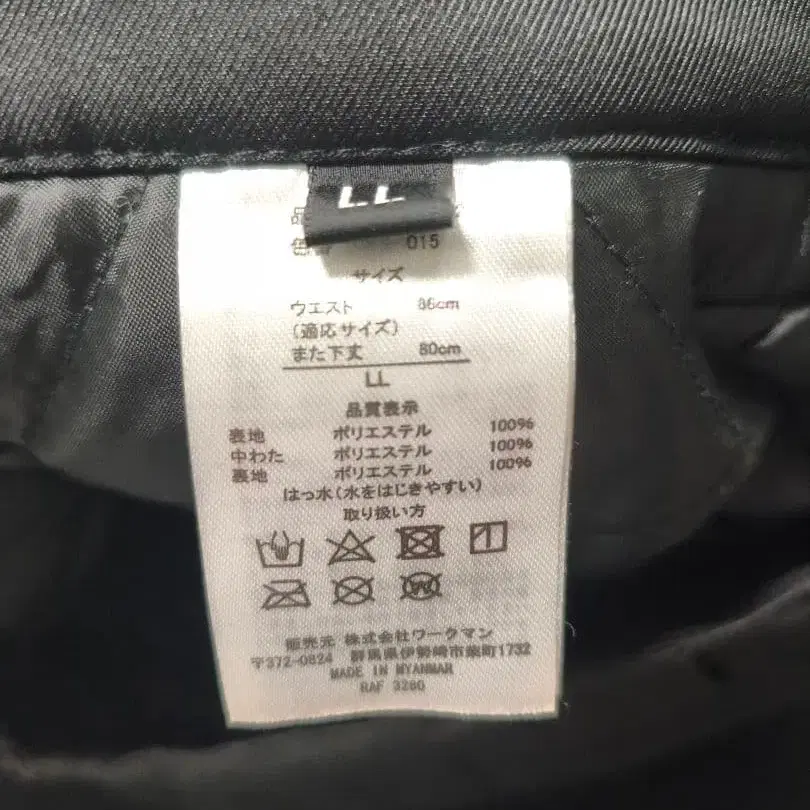 LL
品
色 015
サイズ
ウエスト 86cm
(適応サイズ)
また下丈 80cm
LL
品質表示
表地 ポリエステル 100%
中わた ポリエステル 100%
裏地 ポリエステル 100%
はっ水(水をはじきやすい)
取り扱い方
W
販売元 株式会社ワークマン
〒372-0824 群馬県伊勢崎市柴町1732
MADE IN MYANMAR
RAF 3280